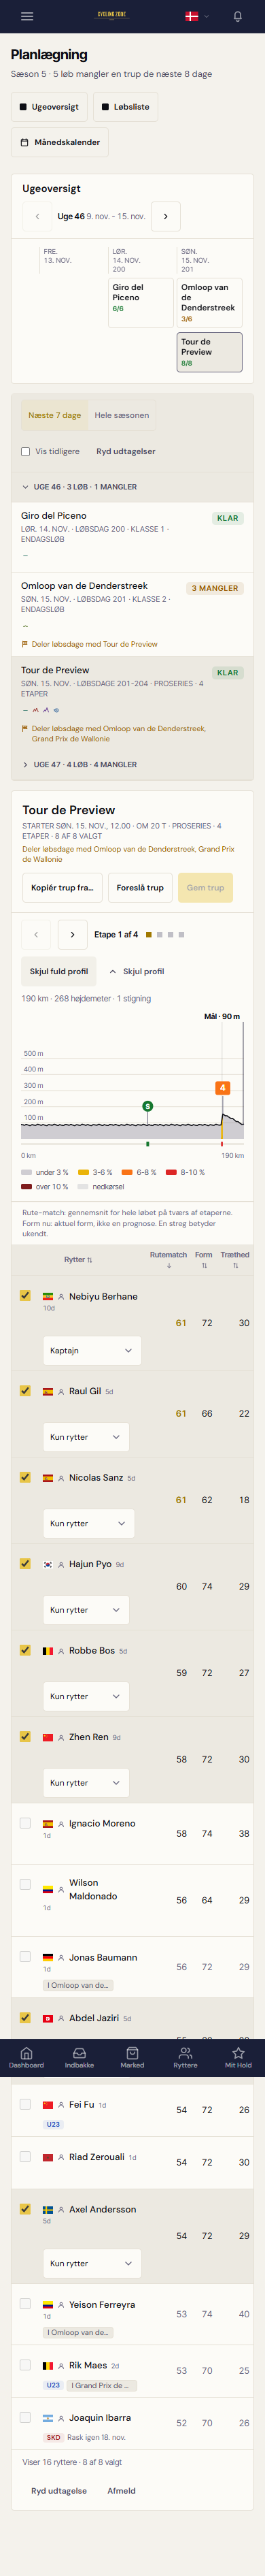 CYCLING ZONE
Planlægning
Sæson 5 · 5 løb mangler en trup de næste 8 dage
Ugeoversigt
Løbsliste
Månedskalender
Ugeoversigt
Uge 46 9. nov. - 15. nov.
FRE.
13. NOV.
LØR.
14. NOV.
200
SØN.
15. NOV.
201
Giro del
Piceno
6/6
Omloop van
de
Denderstreek
3/6
Tour de
Preview
8/8
Næste 7 dage
Hele sæsonen
Vis tidligere
Ryd udtagelser
UGE 46 · 3 LØB · 1 MANGLER
Giro del Piceno
KLAR
LØR. 14. NOV. · LØBSDAG 200 · KLASSE 1 ·
ENDAGSLØB
Omloop van de Denderstreek
3 MANGLER
SØN. 15. NOV. · LØBSDAG 201 · KLASSE 2 ·
ENDAGSLØB
Deler løbsdage med Tour de Preview
Tour de Preview
KLAR
SØN. 15. NOV. · LØBSDAGE 201-204 · PROSERIES · 4
ETAPER
Deler løbsdage med Omloop van de Denderstreek,
Grand Prix de Wallonie
UGE 47 · 4 LØB · 4 MANGLER
Tour de Preview
STARTER SØN. 15. NOV., 12.00 · OM 20 T · PROSERIES · 4
ETAPER · 8 AF 8 VALGT
Deler løbsdage med Omloop van de Denderstreek, Grand Prix
de Wallonie
Kopiér trup fra...
Foreslå trup
Gem trup
Etape 1 af 4
Skjul fuld profil
Skjul profil
190 km · 268 højdemeter · 1 stigning
Mål · 90 m
500 m
400 m
300 m
200 m
100 m
S
4
0 km
190 km
under 3 %
3-6 %
6-8 %
8-10 %
over 10 %
nedkørsel
Rute-match: gennemsnit for hele løbet på tværs af etaperne.
Form nu: aktuel form, ikke en prognose. En streg betyder
ukendt.
Rytter
Rutematch
Form
Træthed
Nebiyu Berhane
10d
61 72 30
Kaptajn
Raul Gil 5d
61 66 22
Kun rytter
Nicolas Sanz 5d
61 62 18
Kun rytter
Hajun Pyo 9d
60 74 29
Kun rytter
Robbe Bos 5d
59 72 27
Kun rytter
Zhen Ren 9d
58 72 30
Kun rytter
Ignacio Moreno
1d
58 74 38
Wilson
Maldonado
1d
56 64 29
Jonas Baumann
1d
56 72 29
I Omloop van de...
Abdel Jaziri 5d
Dashboard
Indbakke
Marked
Ryttere
Mit Hold
Fei Fu 1d
54 72 26
U23
Riad Zerouali 1d
54 72 30
Axel Andersson
5d
54 72 29
Kun rytter
Yeison Ferreyra
1d
53 74 40
I Omloop van de...
Rik Maes 2d
53 70 25
U23
I Grand Prix de ...
Joaquin Ibarra
52 70 26
SKD
Rask igen 18. nov.
Viser 16 ryttere · 8 af 8 valgt
Ryd udtagelse
Afmeld